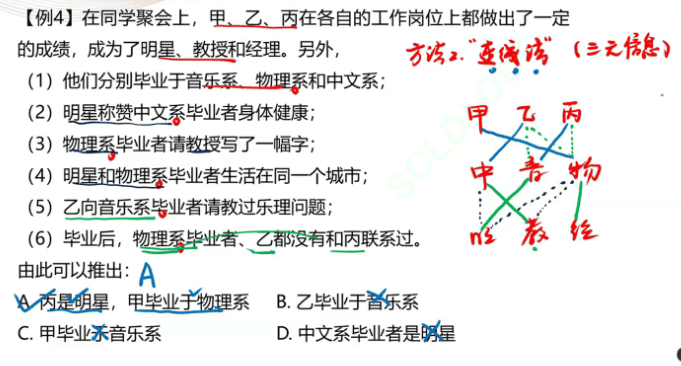 【例4】在同学聚会上,甲、乙、丙在各自的工作岗位上都做出了一定
的成绩,成为了明星、教授和经理。另外,
方法2.“连线法”(三元信息)
(1)他们分别毕业于音乐系、物理系和中文系;
(2)明星称赞中文系毕业者身体健康;
(3)物理系毕业者请教授写了一幅字;
(4)明星和物理系毕业者生活在同一个城市;
(5)乙向音乐系毕业者请教过乐理问题;
(6)毕业后,物理系毕业者、乙都没有和丙联系过。
甲 乙 丙
中 音 物
明 教 经
由此可以推出: A
A. 丙是明星,甲毕业于物理系 B. 乙毕业于音乐系
C. 甲毕业于音乐系 D. 中文系毕业者是明星